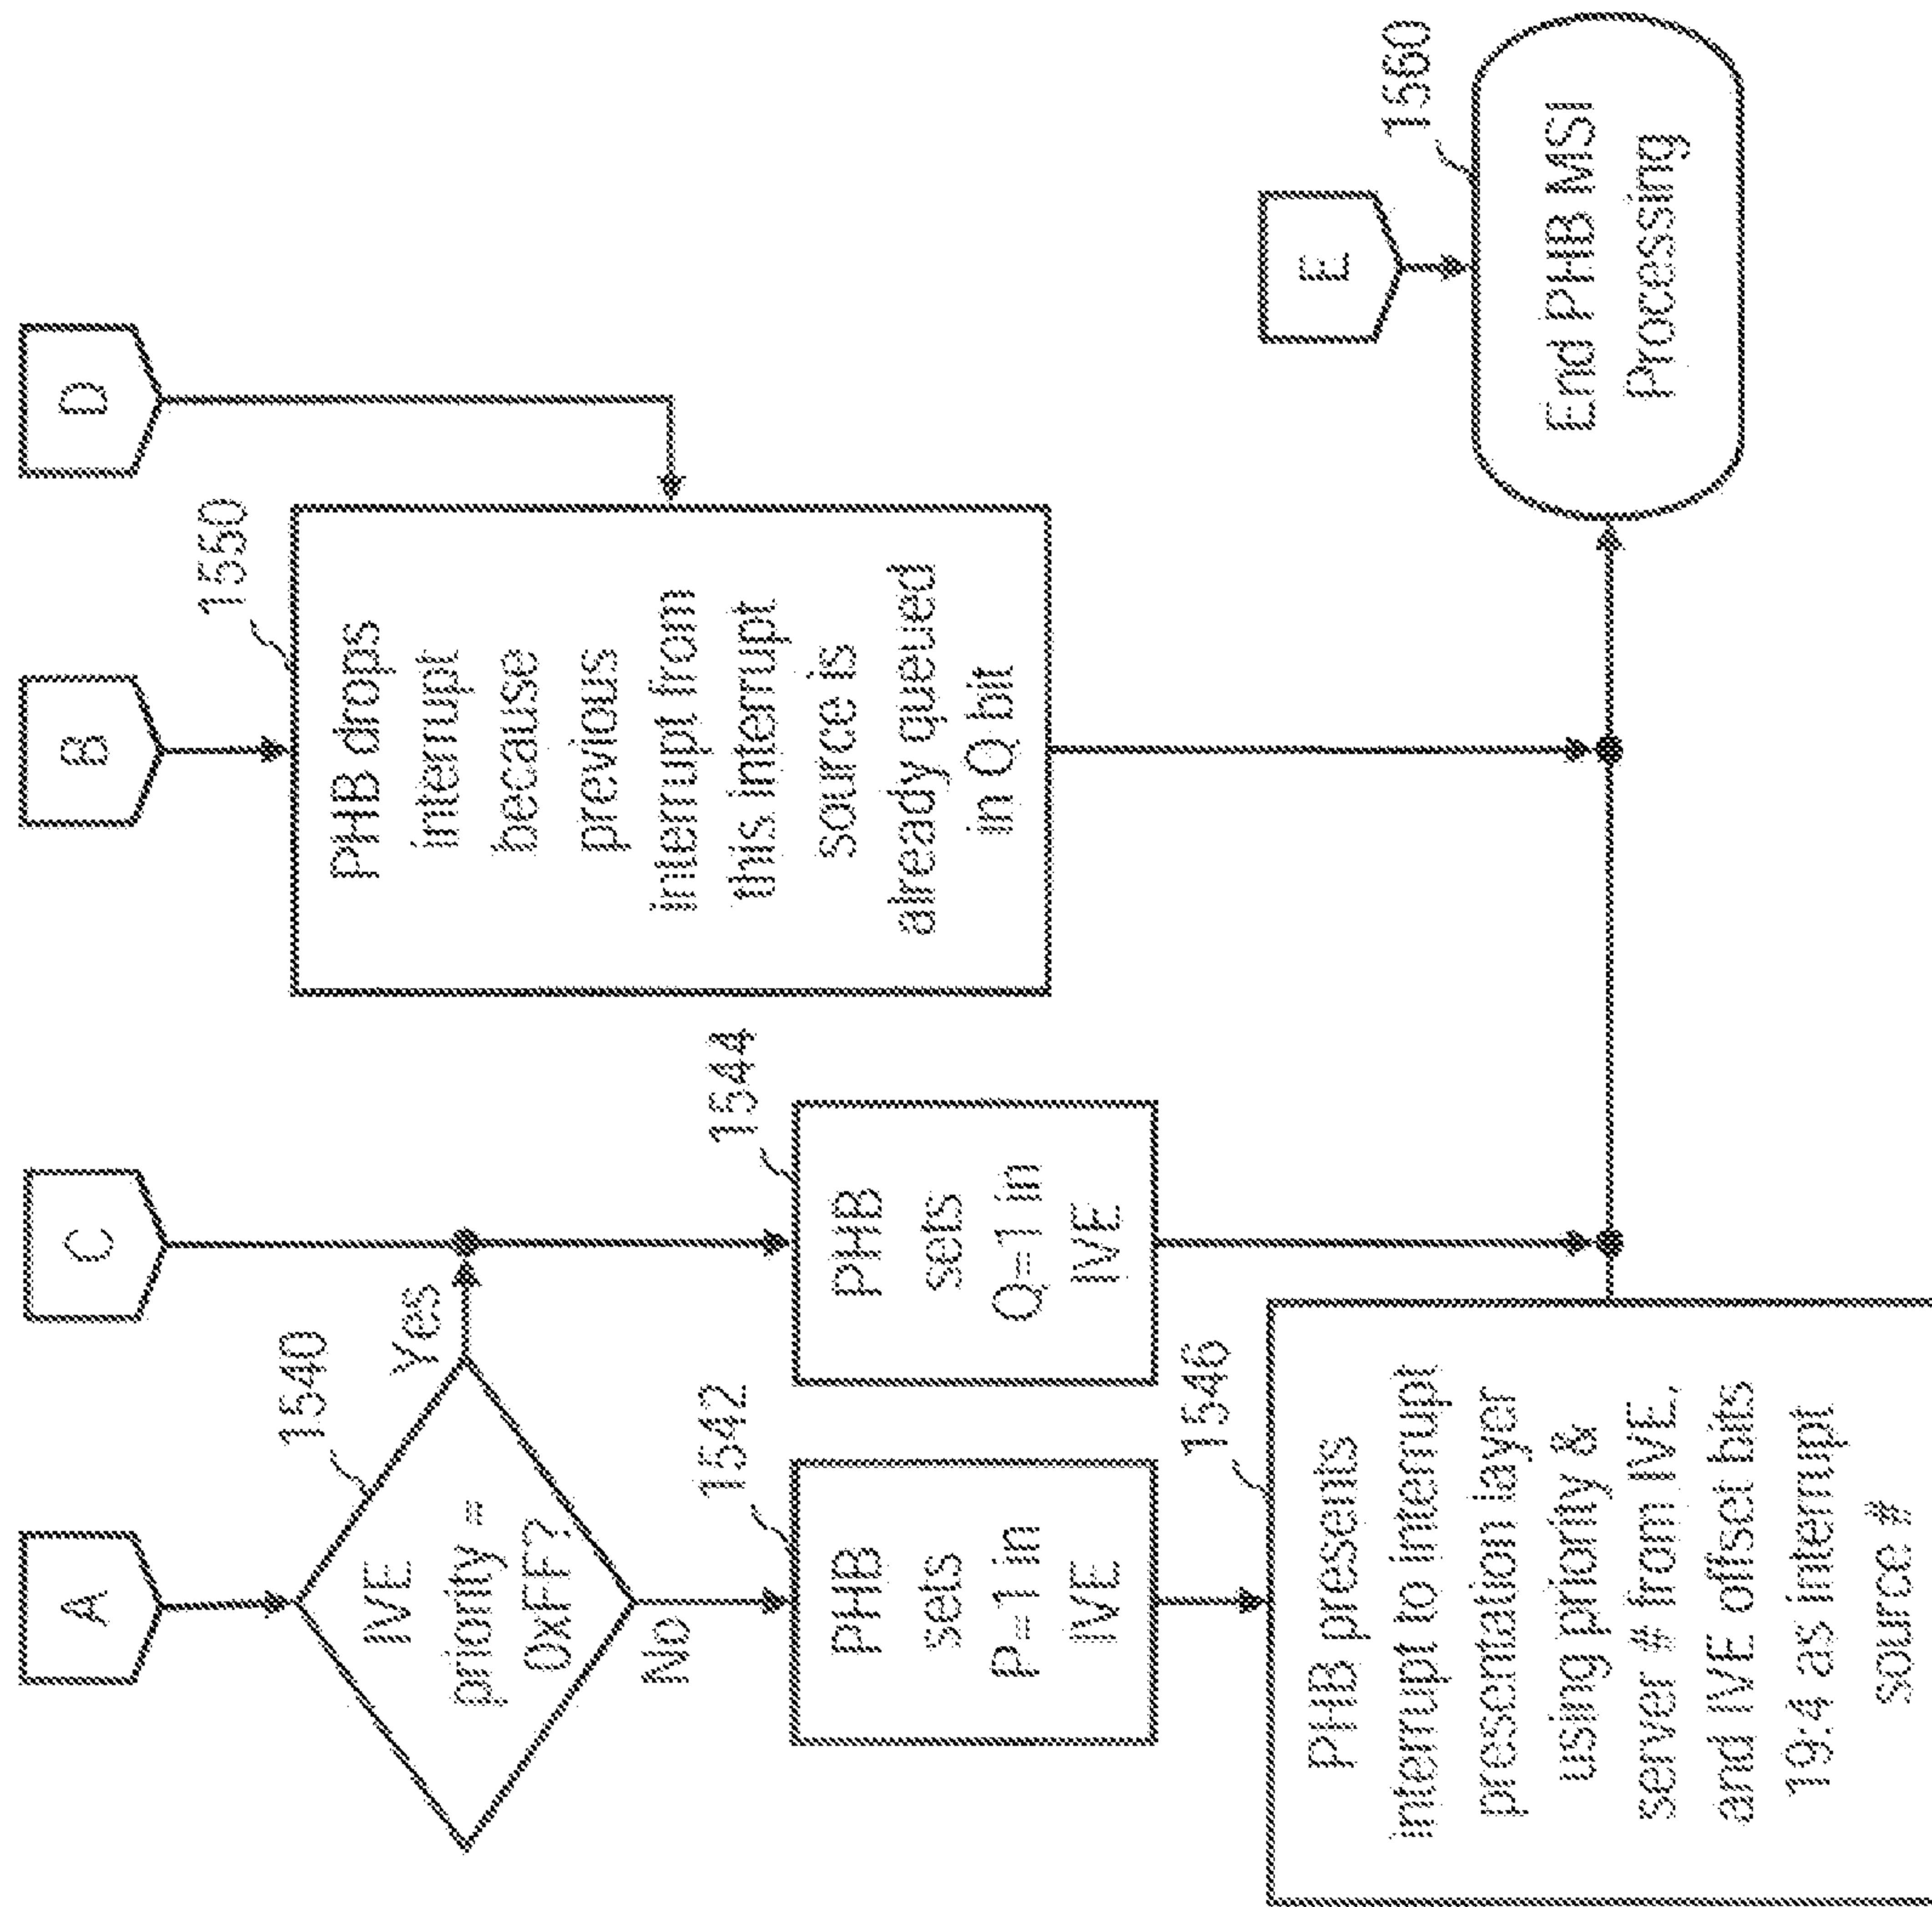 A
C
B
D
1540
IVE
priority =
0xFF?
Yes
No
1542
PHB
sets
P=1 in
IVE
1544
PHB
sets
Q=1 in
IVE
1546
PHB presents
interrupt to interrupt
presentation layer
using priority &
server # from IVE,
and IVE offset bits
19:4 as interrupt
source #
1550
PHB drops
interrupt
because
previous
interrupt from
this interrupt
source is
already queued
in Q bit
E
1560
End PHB MSI
Processing